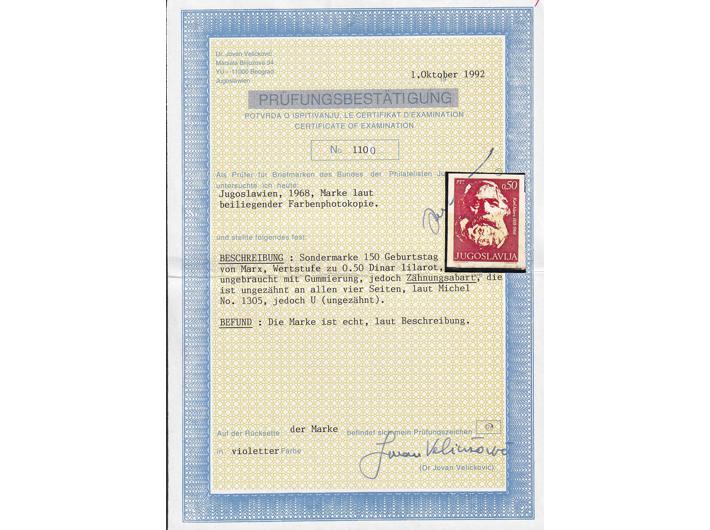 Dr. Jovan Veličković
Maršala Birjuzova 34
YU - 11000 Beograd
Jugoslawien
1.Oktober 1992
PRÜFUNGSBESTÄTIGUNG
POTVRDA O ISPITIVANJU, LE CERTIFIKAT D'EXAMINATION
CERTIFICATE OF EXAMINATION
No 1100
Als Prüfer für Briefmarken des Bundes der Philatelisten
untersuchte ich heute:
Jugoslawien, 1968, Marke laut
beiliegender Farbenphotokopie.
0.50
JUGOSLAVIJA
und stellte folgendes fest:
BESCHREIBUNG : Sondermarke 150 Geburtstag
von Marx, Wertstufe zu 0.50 Dinar lilarot,
ungebraucht mit Gummierung, jedoch Zähnungsabart, die
ist ungezähnt an allen vier Seiten, laut Michel
No. 1305, jedoch U (ungezähnt).
BEFUND : Die Marke ist echt, laut Beschreibung.
Auf der Rückseite der Marke befindet sich mein Prüfungszeichen
in violetter Farbe
Jovan Veličković
(Dr Jovan Veličković)